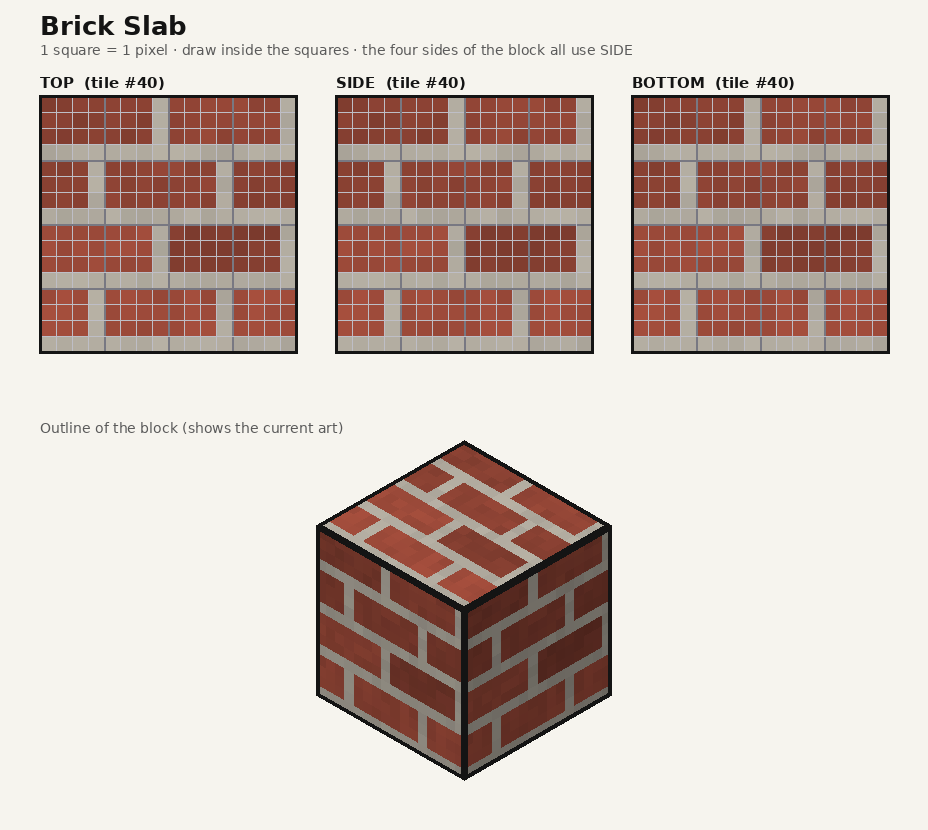 Brick Slab
1 square = 1 pixel · draw inside the squares · the four sides of the block all use SIDE
TOP (tile #40)
SIDE (tile #40)
BOTTOM (tile #40)
Outline of the block (shows the current art)